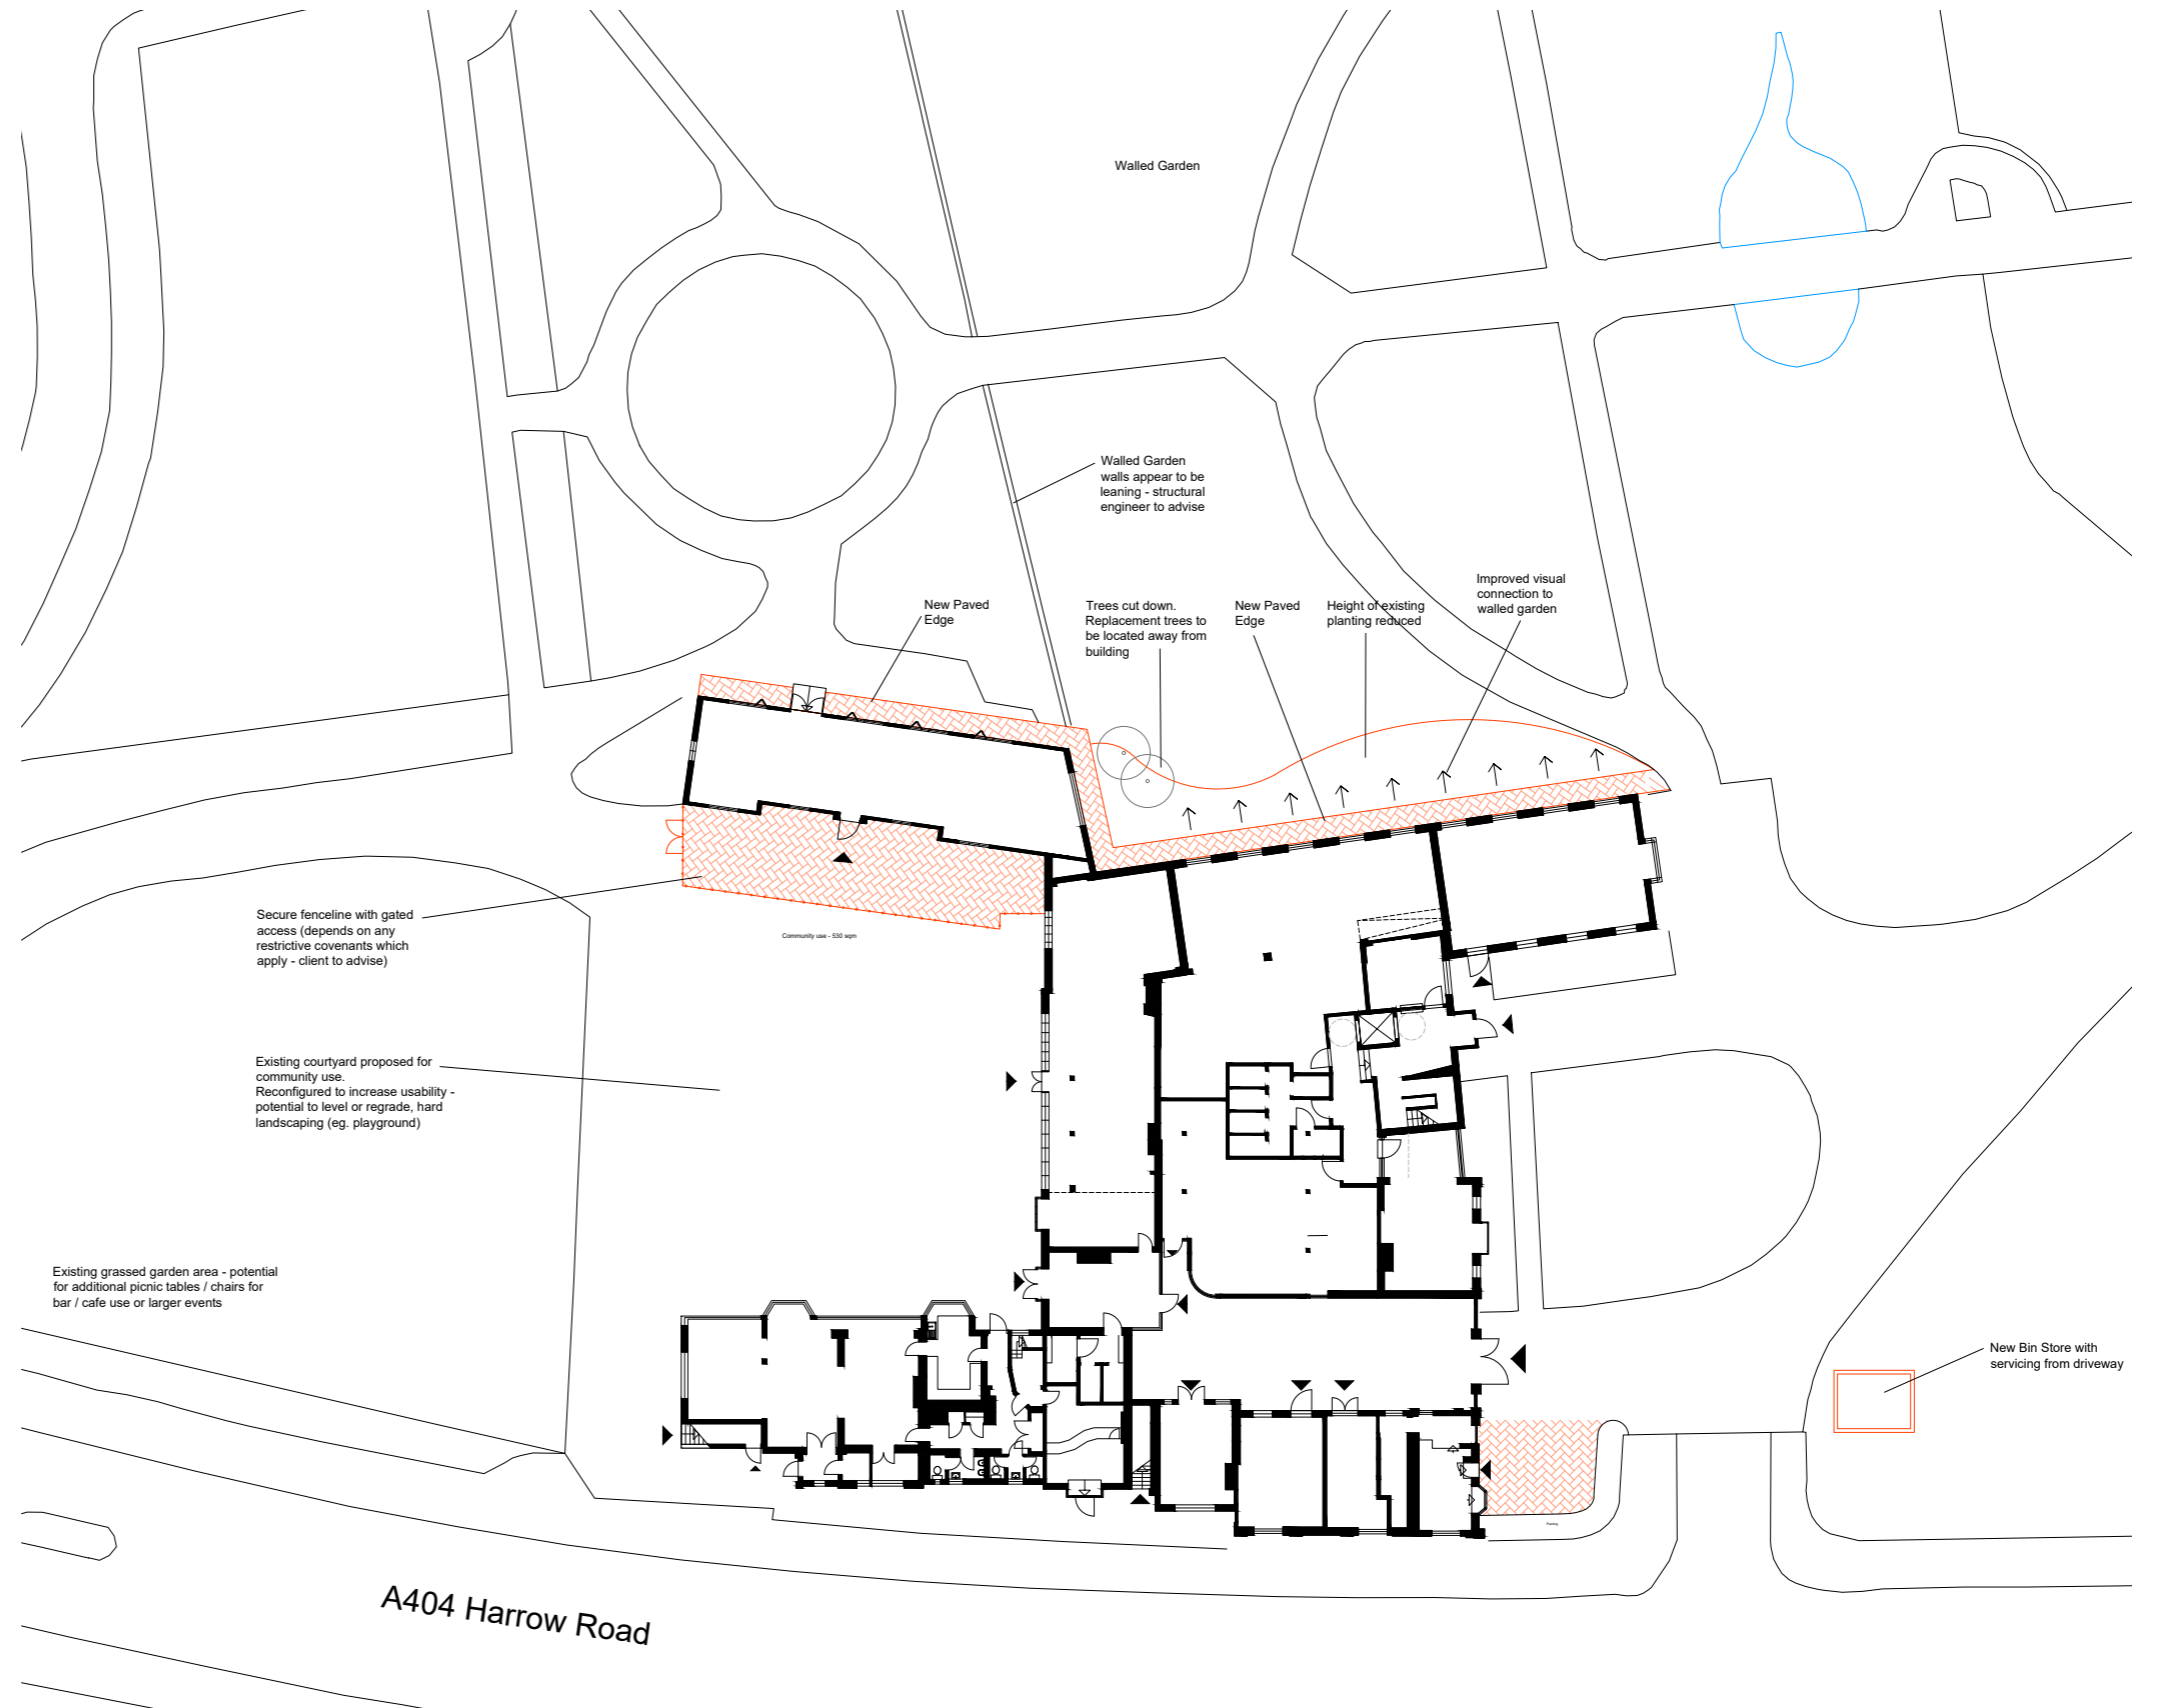 Walled Garden
Walled Garden
walls appear to be
leaning - structural
engineer to advise
Improved visual
connection to
walled garden
New Paved
Edge
Trees cut down.
Replacement trees to
be located away from
building
New Paved
Edge
Height of existing
planting reduced
Secure fenceline with gated
access (depends on any
restrictive covenants which
apply - client to advise)
Community use - 530 sqm
Existing courtyard proposed for
community use.
Reconfigured to increase usability -
potential to level or regrade, hard
landscaping (eg. playground)
Existing grassed garden area - potential
for additional picnic tables / chairs for
bar / cafe use or larger events
New Bin Store with
servicing from driveway
A404 Harrow Road